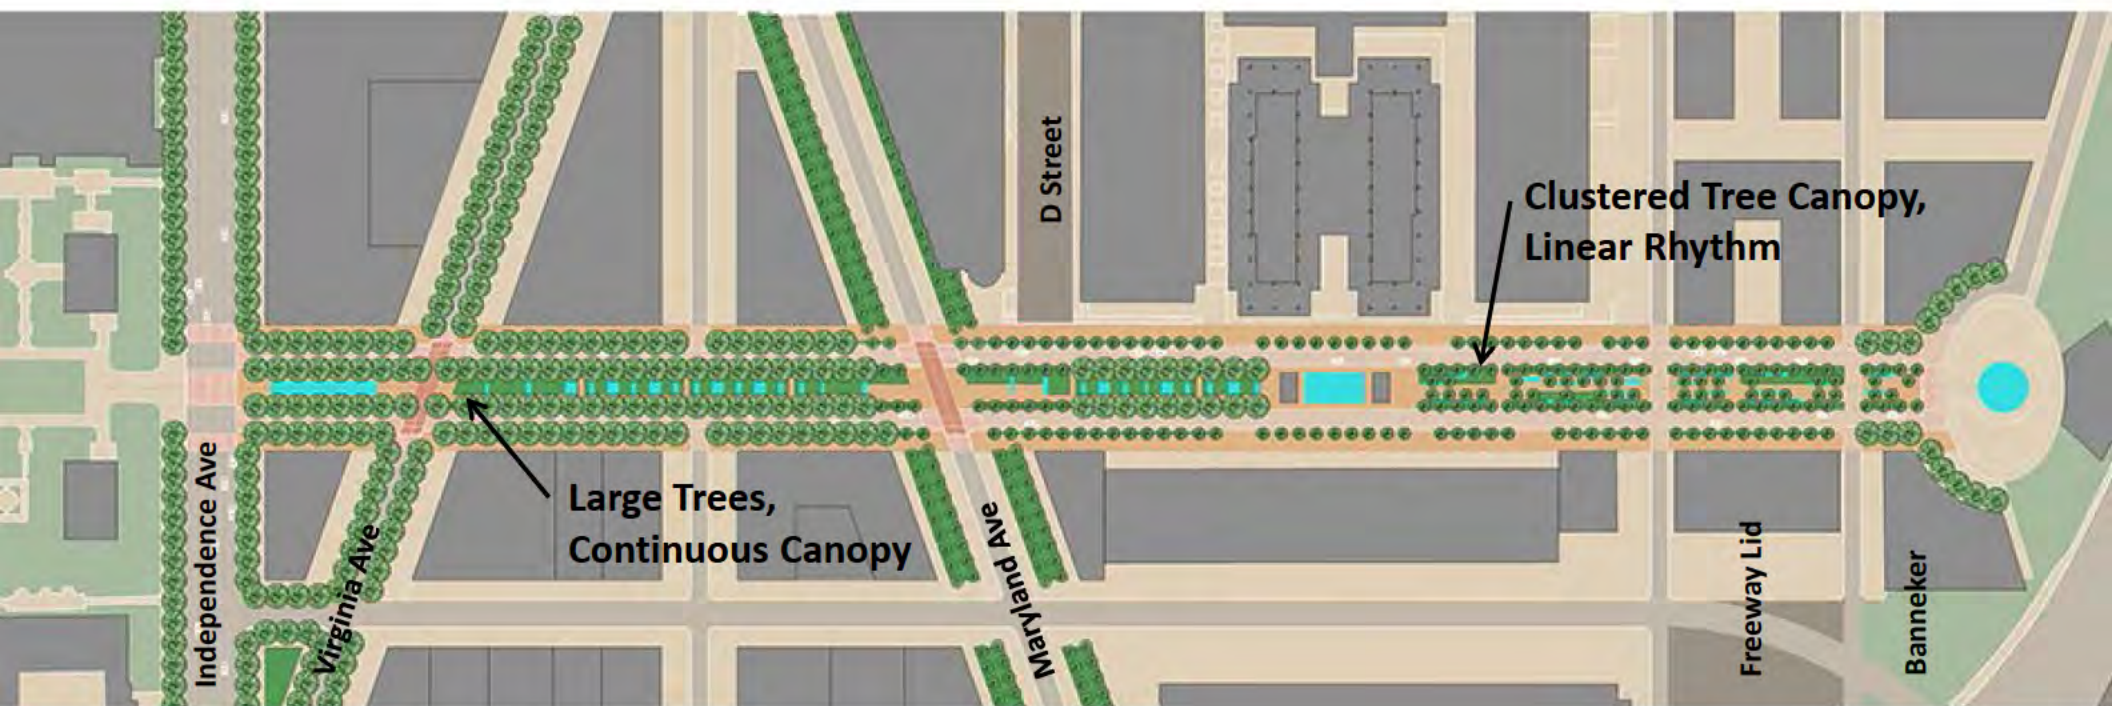 D Street
Clustered Tree Canopy,
Linear Rhythm
Large Trees,
Continuous Canopy
Independence Ave
Virginia Ave
Maryland Ave
Freeway Lid
Banneker